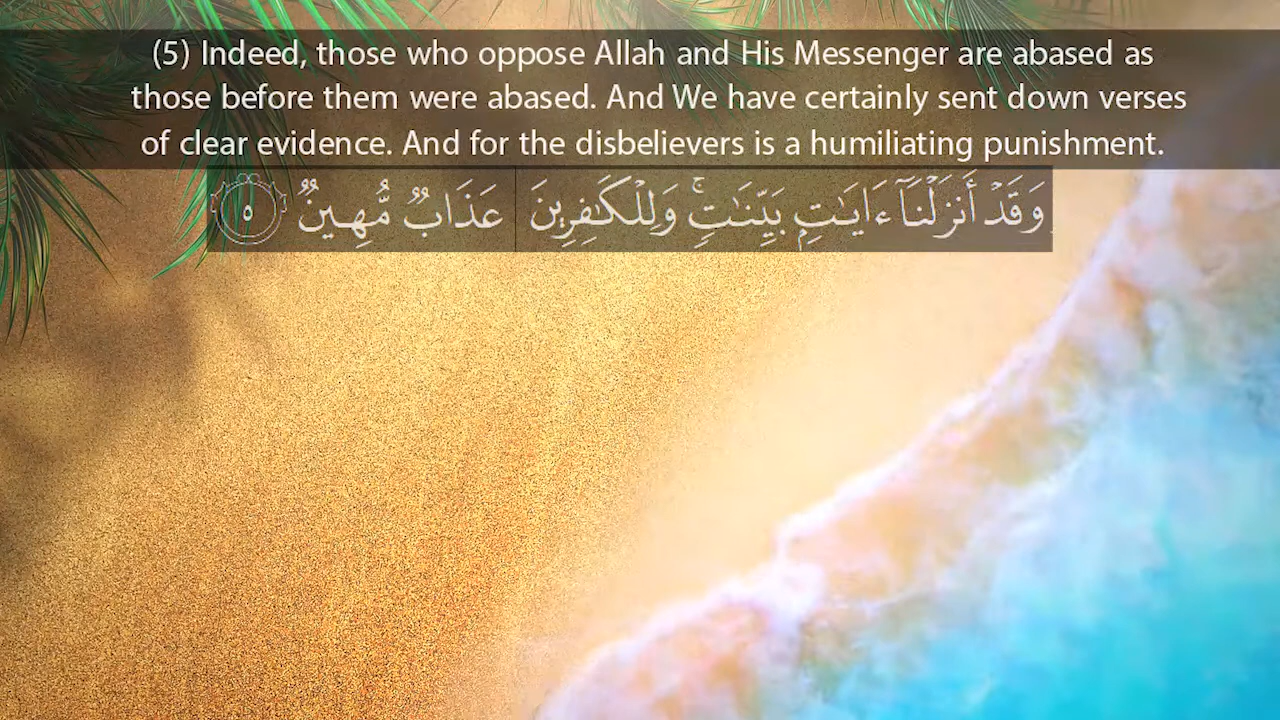 (5) Indeed, those who oppose Allah and His Messenger are abased as
those before them were abased. And We have certainly sent down verses
of clear evidence. And for the disbelievers is a humiliating punishment.
وَقَدْ أَنزَلْنَآ ءَايَـٰتٍۭ بَيِّنَـٰتٍۚ وَلِلْكَـٰفِرِينَ عَذَابٌ مُّهِينٌ ٥